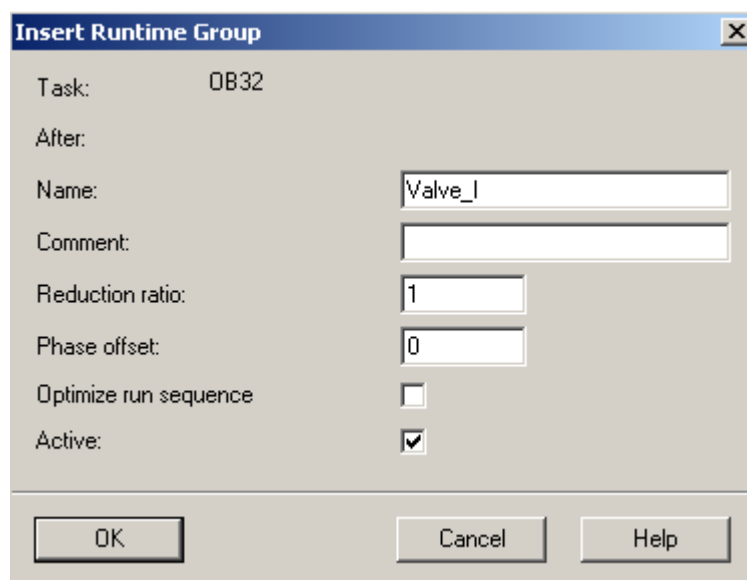 Insert Runtime Group
Task: OB32
After:
Name: Valve_I
Comment:
Reduction ratio: 1
Phase offset: 0
Optimize run sequence
Active:
OK Cancel Help